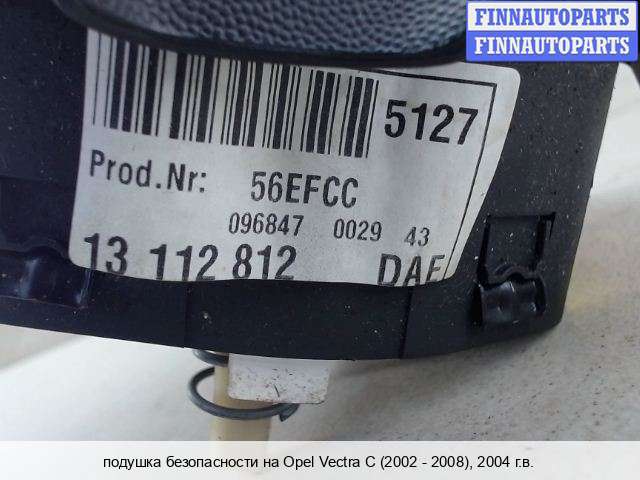 FINNAUTOPARTS
FINNAUTOPARTS
5127
Prod.Nr: 56EFCC
096847 0029 43
13 112 812 DAE
подушка безопасности на Opel Vectra C (2002 - 2008), 2004 г.в.